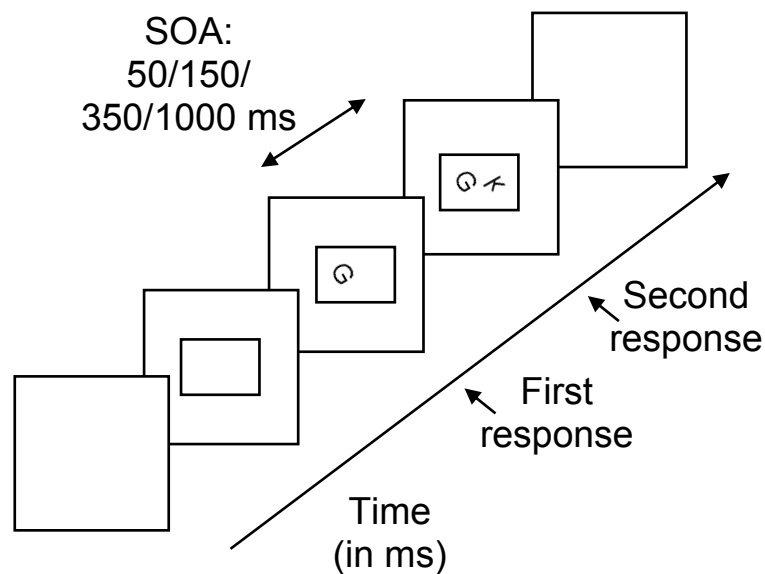 SOA:
50/150/
350/1000 ms
G K
G
Second
response
First
response
Time
(in ms)